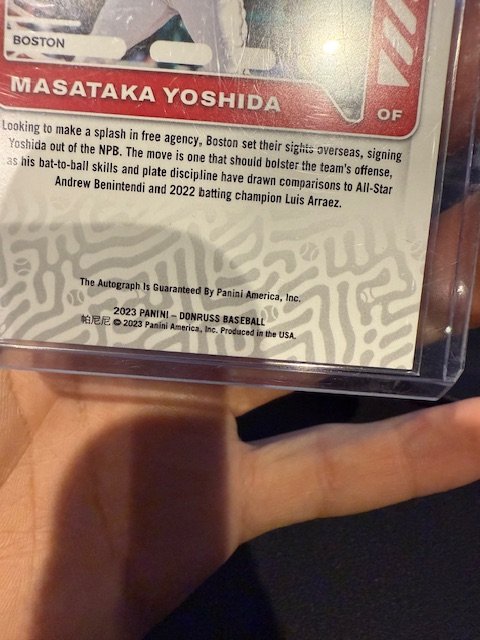 BOSTON
MASATAKA YOSHIDA
OF
Looking to make a splash in free agency, Boston set their sights overseas, signing
Yoshida out of the NPB. The move is one that should bolster the team's offense,
as his bat-to-ball skills and plate discipline have drawn comparisons to All-Star
Andrew Benintendi and 2022 batting champion Luis Arraez.
The Autograph Is Guaranteed By Panini America, Inc.
2023 PANINI – DONRUSS BASEBALL
帕尼尼 © 2023 Panini America, Inc. Produced in the USA.